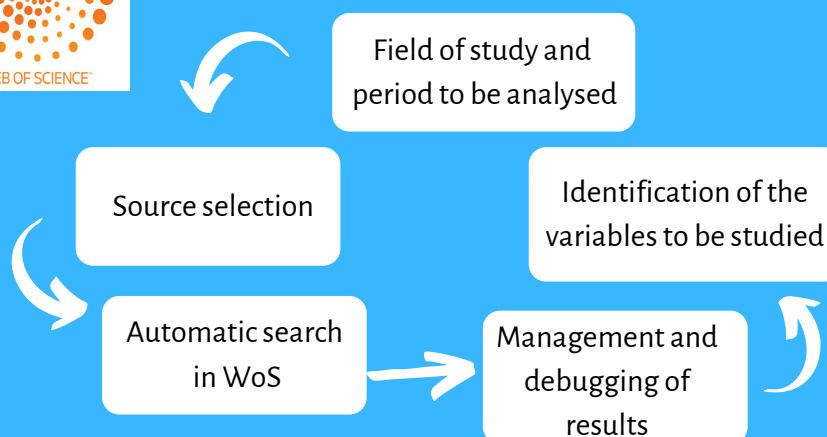 EB OF SCIENCE™
Field of study and
period to be analysed
Source selection
Automatic search
in WoS
Management and
debugging of
results
Identification of the
variables to be studied